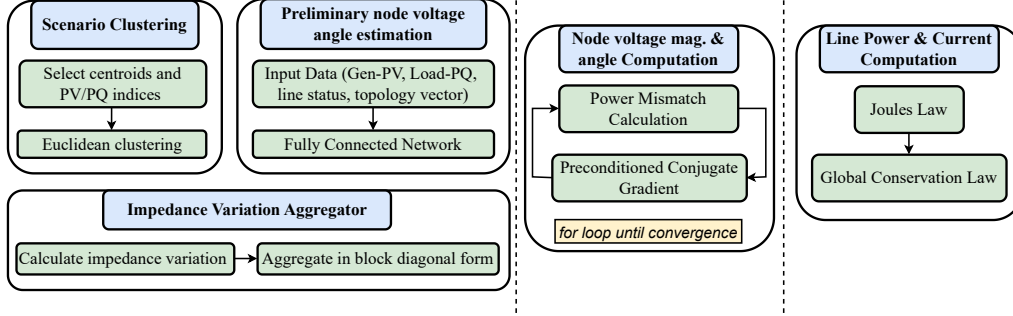 Scenario Clustering
Select centroids and
PV/PQ indices
Euclidean clustering
Preliminary node voltage
angle estimation
Input Data (Gen-PV, Load-PQ,
line status, topology vector)
Fully Connected Network
Impedance Variation Aggregator
Calculate impedance variation
Aggregate in block diagonal form
Node voltage mag. &
angle Computation
Power Mismatch
Calculation
Preconditioned Conjugate
Gradient
for loop until convergence
Line Power & Current
Computation
Joules Law
Global Conservation Law